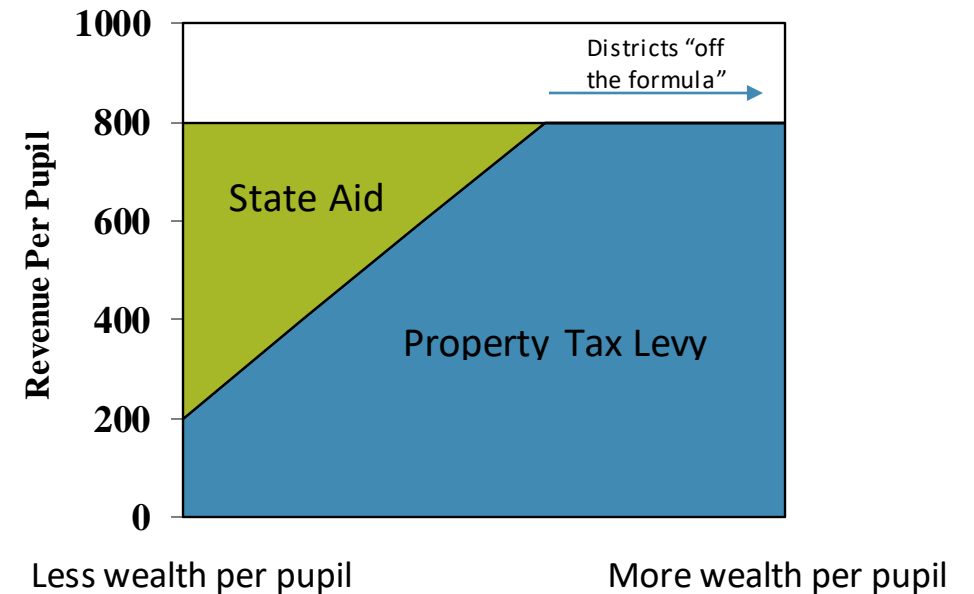 1000
Districts “off
the formula”
800
State Aid
600
Revenue Per Pupil
400
Property Tax Levy
200
0
Less wealth per pupil
More wealth per pupil